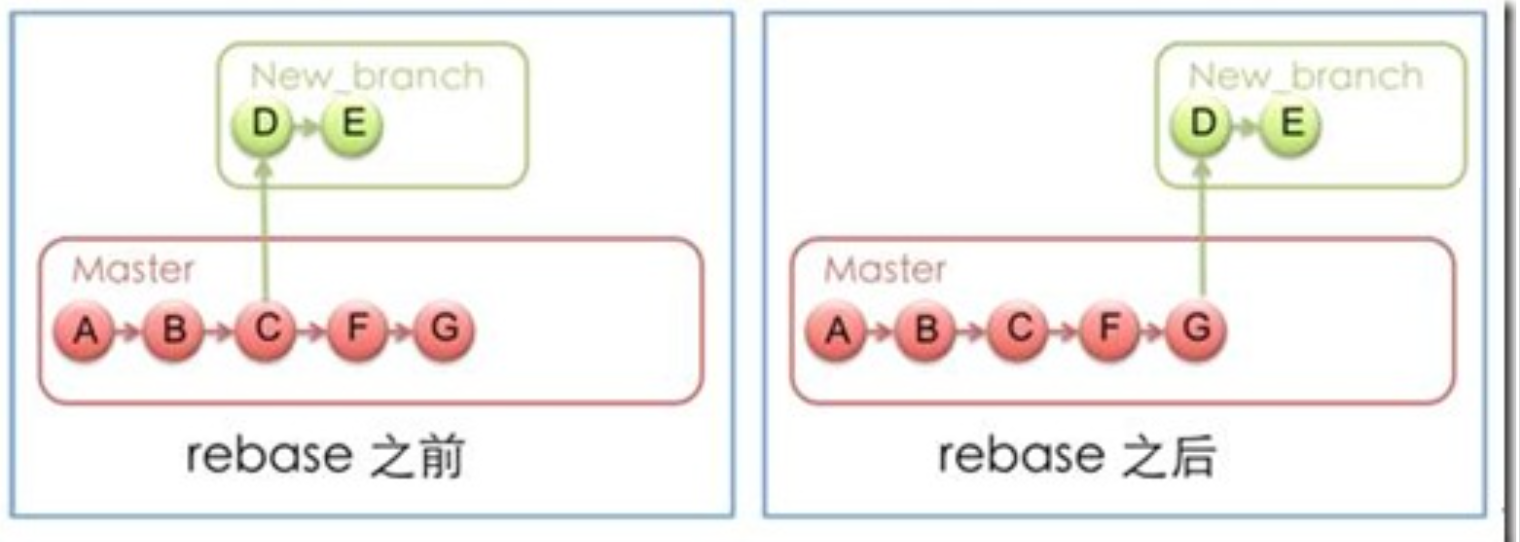 New_branch
D E
Master
A B C F G
rebase 之前
New_branch
D E
Master
A B C F G
rebase 之后